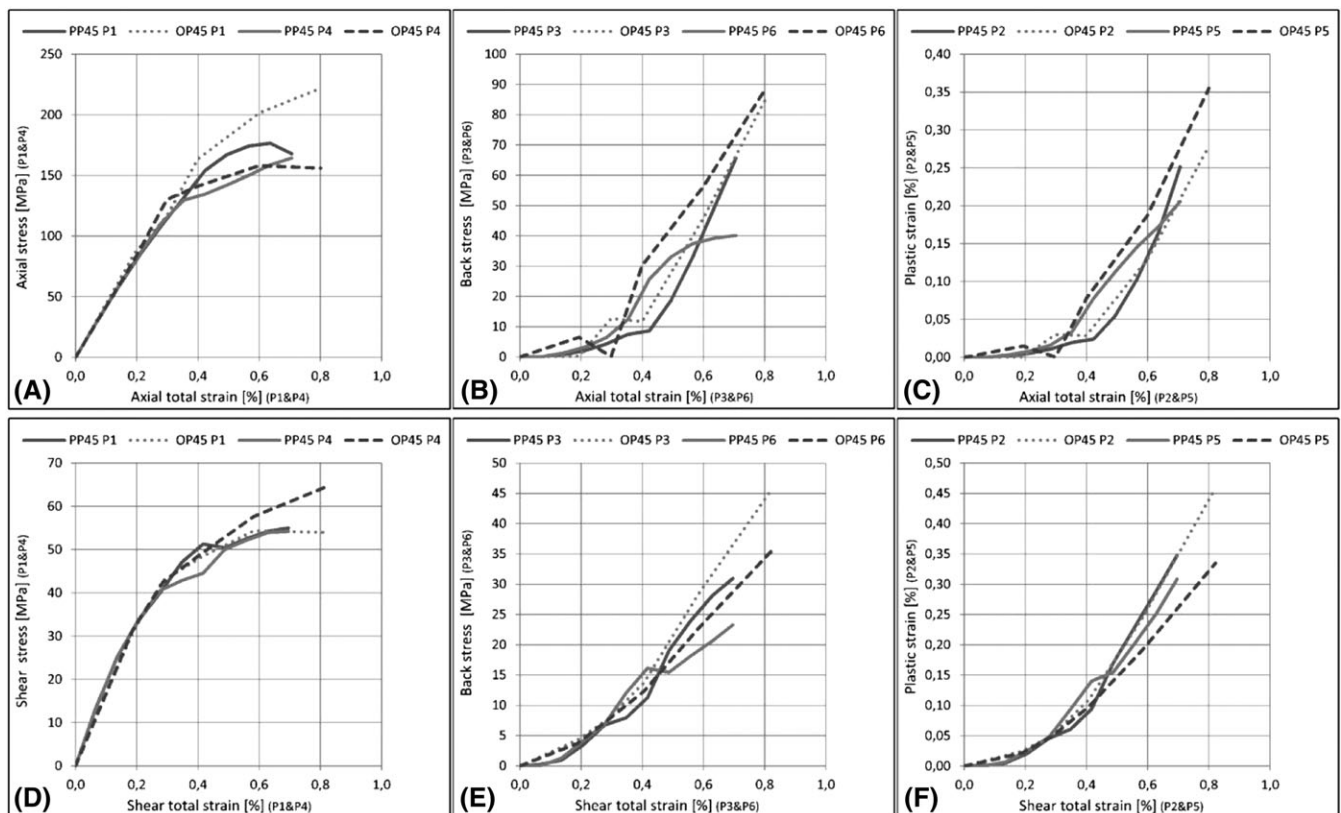 PP45 P1 OP45 P1 PP45 P4 OP45 P4
Axial stress [MPa] (P1&P4)
250
200
150
100
50
0
0,0 0,2 0,4 0,6 0,8 1,0
Axial total strain [%] (P1&P4)
(A)
PP45 P3 OP45 P3 PP45 P6 OP45 P6
Back stress [MPa] (P3&P6)
100
90
80
70
60
50
40
30
20
10
0
0,0 0,2 0,4 0,6 0,8 1,0
Axial total strain [%] (P3&P6)
(B)
PP45 P2 OP45 P2 PP45 P5 OP45 P5
Plastic strain [%] (P2&P5)
0,40
0,35
0,30
0,25
0,20
0,15
0,10
0,05
0,00
0,0 0,2 0,4 0,6 0,8 1,0
Axial total strain [%] (P2&P5)
(C)
PP45 P1 OP45 P1 PP45 P4 OP45 P4
Shear stress [MPa] (P1&P4)
70
60
50
40
30
20
10
0
0,0 0,2 0,4 0,6 0,8 1,0
Shear total strain [%] (P1&P4)
(D)
PP45 P3 OP45 P3 PP45 P6 OP45 P6
Back stress [MPa] (P3&P6)
50
45
40
35
30
25
20
15
10
5
0
0,0 0,2 0,4 0,6 0,8 1,0
Shear total strain [%] (P3&P6)
(E)
PP45 P2 OP45 P2 PP45 P5 OP45 P5
Plastic strain [%] (P2&P5)
0,50
0,45
0,40
0,35
0,30
0,25
0,20
0,15
0,10
0,05
0,00
0,0 0,2 0,4 0,6 0,8 1,0
Shear total strain [%] (P2&P5)
(F)